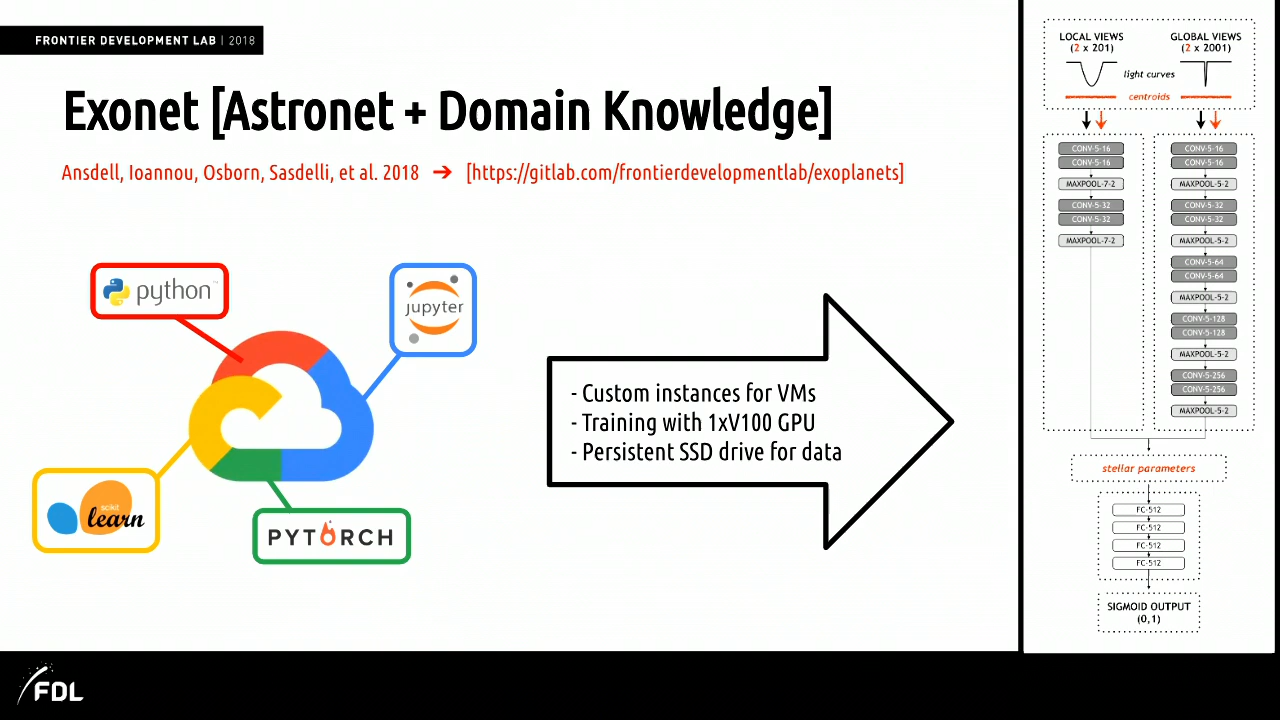 FRONTIER DEVELOPMENT LAB | 2018
Exonet [Astronet + Domain Knowledge]
Ansdell, Ioannou, Osborn, Sasdelli, et al. 2018 ➔ [https://gitlab.com/frontierdevelopmentlab/exoplanets]
python™
jupyter
scikit
learn
PYTORCH
- Custom instances for VMs
- Training with 1xV100 GPU
- Persistent SSD drive for data
LOCAL VIEWS
(2 x 201)
GLOBAL VIEWS
(2 x 2001)
light curves
centroids
CONV-5-16
CONV-5-16
MAXPOOL-7-2
CONV-5-32
CONV-5-32
MAXPOOL-7-2
CONV-5-16
CONV-5-16
MAXPOOL-5-2
CONV-5-32
CONV-5-32
MAXPOOL-5-2
CONV-5-64
CONV-5-64
MAXPOOL-5-2
CONV-5-128
CONV-5-128
MAXPOOL-5-2
CONV-5-256
CONV-5-256
MAXPOOL-5-2
stellar parameters
FC-512
FC-512
FC-512
FC-512
SIGMOID OUTPUT
(0,1)
FDL